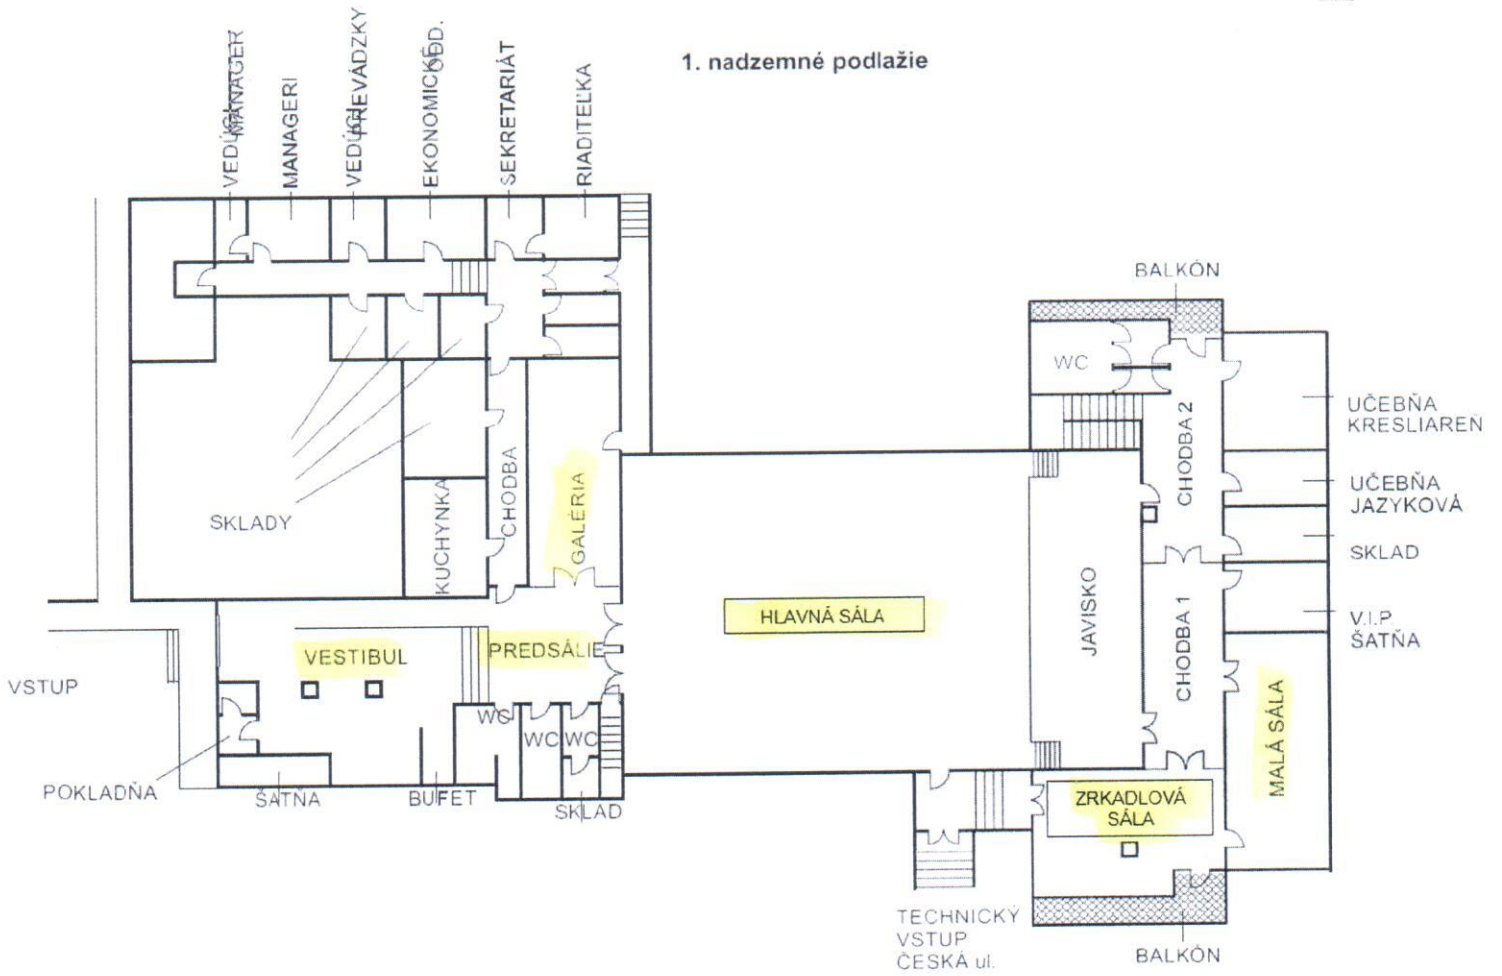 1. nadzemné podlažie
VEDÚCI
MANAGER
MANAGERI
VEDÚCI
PREVÁDZKY
EKONOMICKÉ
ODD.
SEKRETARIÁT
RIADITEĽKA
BALKÓN
WC
CHODBA 2
UČEBŇA
KRESLIAREŇ
UČEBŇA
JAZYKOVÁ
SKLAD
V.I.P.
ŠATŇA
SKLADY
KUCHYNKA
CHODBA
GALÉRIA
HLAVNÁ SÁLA
JAVISKO
CHODBA 1
MALÁ SÁLA
VESTIBUL
PREDSÁLIE
VSTUP
WC
WC
WC
POKLADŇA
ŠATŇA
BUFET
SKLAD
ZRKADLOVÁ
SÁLA
TECHNICKÝ
VSTUP
ČESKÁ ul.
BALKÓN